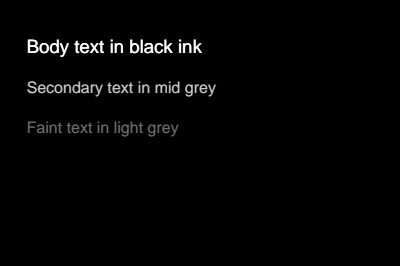 Body text in black ink
Secondary text in mid grey
Faint text in light grey